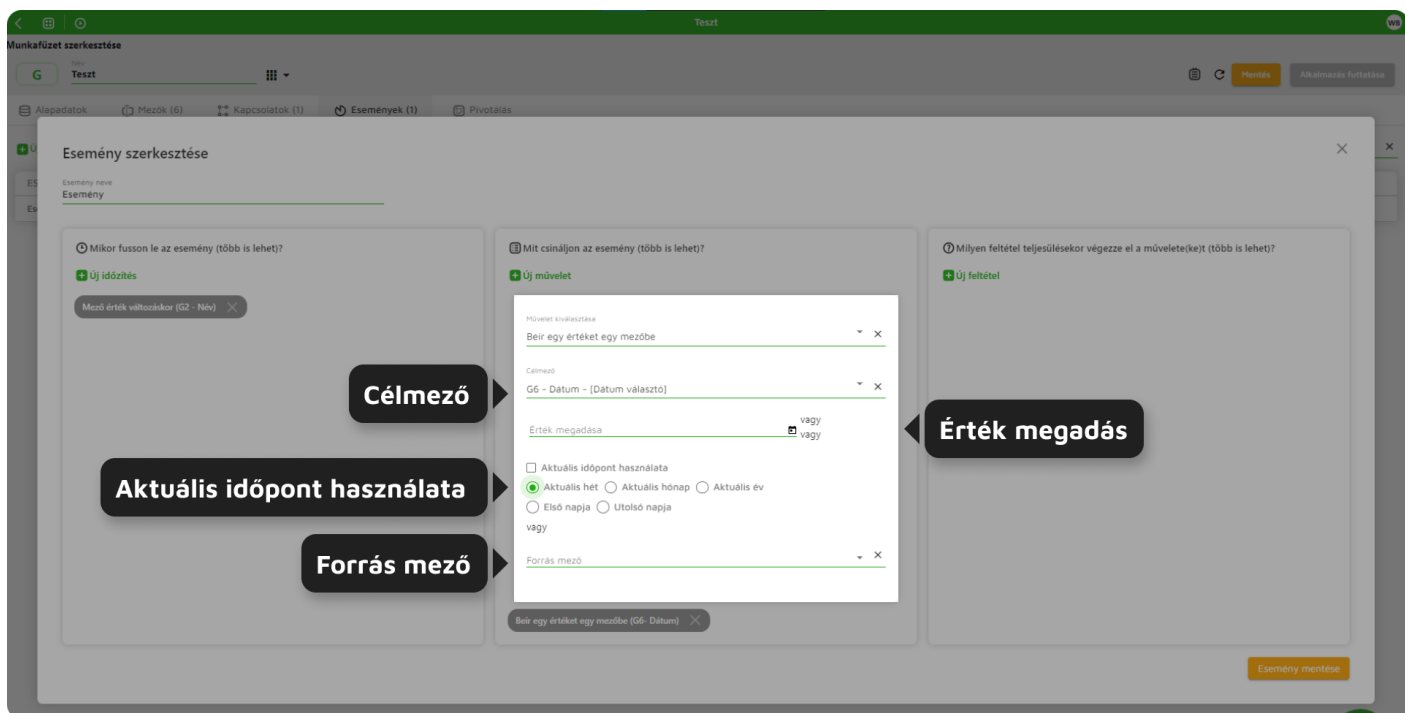 Teszt
WB
Munkafüzet szerkesztése
G
Név
Teszt
Mentés
Alkalmazás futtatása
Alapadatok
Mezők (6)
Kapcsolatok (1)
Események (1)
Pivotálás
Ú
Esemény szerkesztése
ES
Esemény neve
Esemény
Es
Mikor fusson le az esemény (több is lehet)?
Új időzítés
Mező érték változáskor (G2 - Név)
Mit csináljon az esemény (több is lehet)?
Új művelet
Művelet kiválasztása
Beír egy értéket egy mezőbe
Célmező
G6 - Dátum - [Dátum választó]
Érték megadása
vagy
vagy
Aktuális időpont használata
Aktuális hét
Aktuális hónap
Aktuális év
Első napja
Utolsó napja
vagy
Forrás mező
Beír egy értéket egy mezőbe (G6- Dátum)
Milyen feltétel teljesülésekor végezze el a művelete(ke)t (több is lehet)?
Új feltétel
Célmező
Érték megadás
Aktuális időpont használata
Forrás mező
Esemény mentése